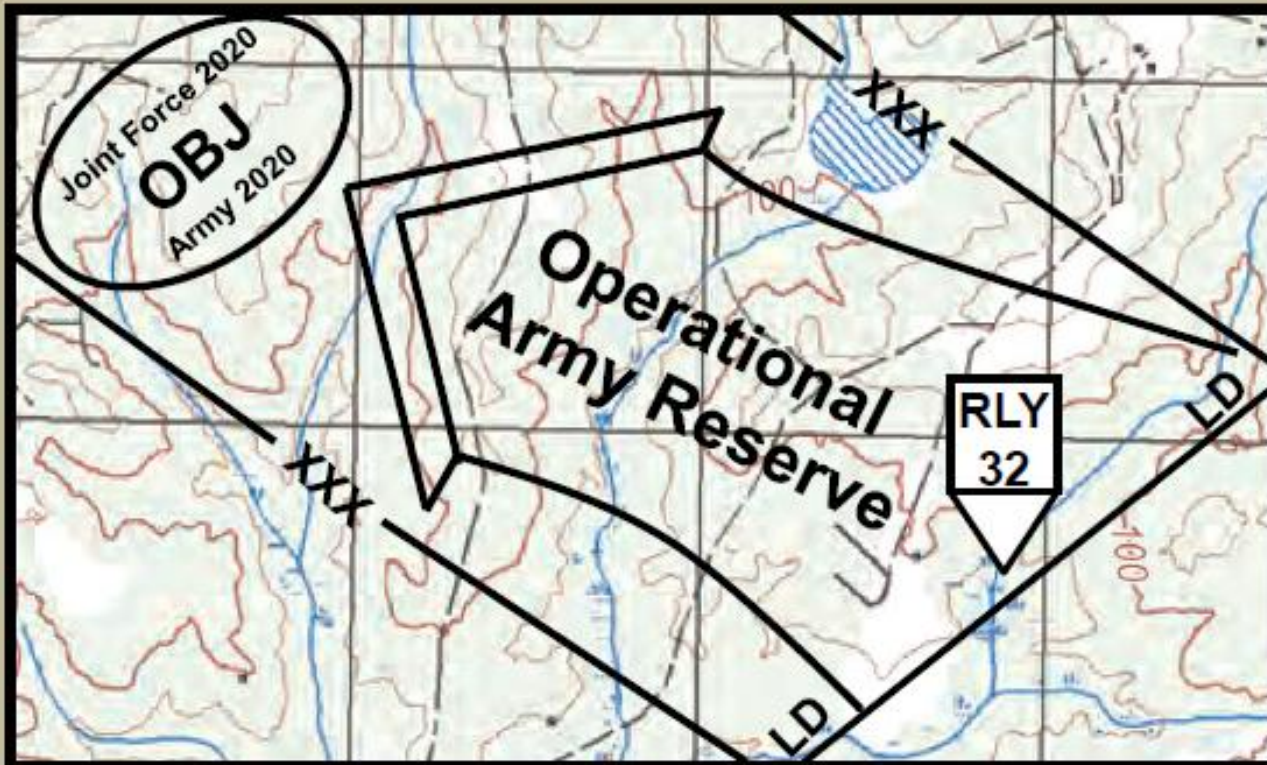 Joint Force 2020
OBJ
Army 2020
XXX
100
Operational
Army Reserve
RLY
32
LD
XXX
100
LD